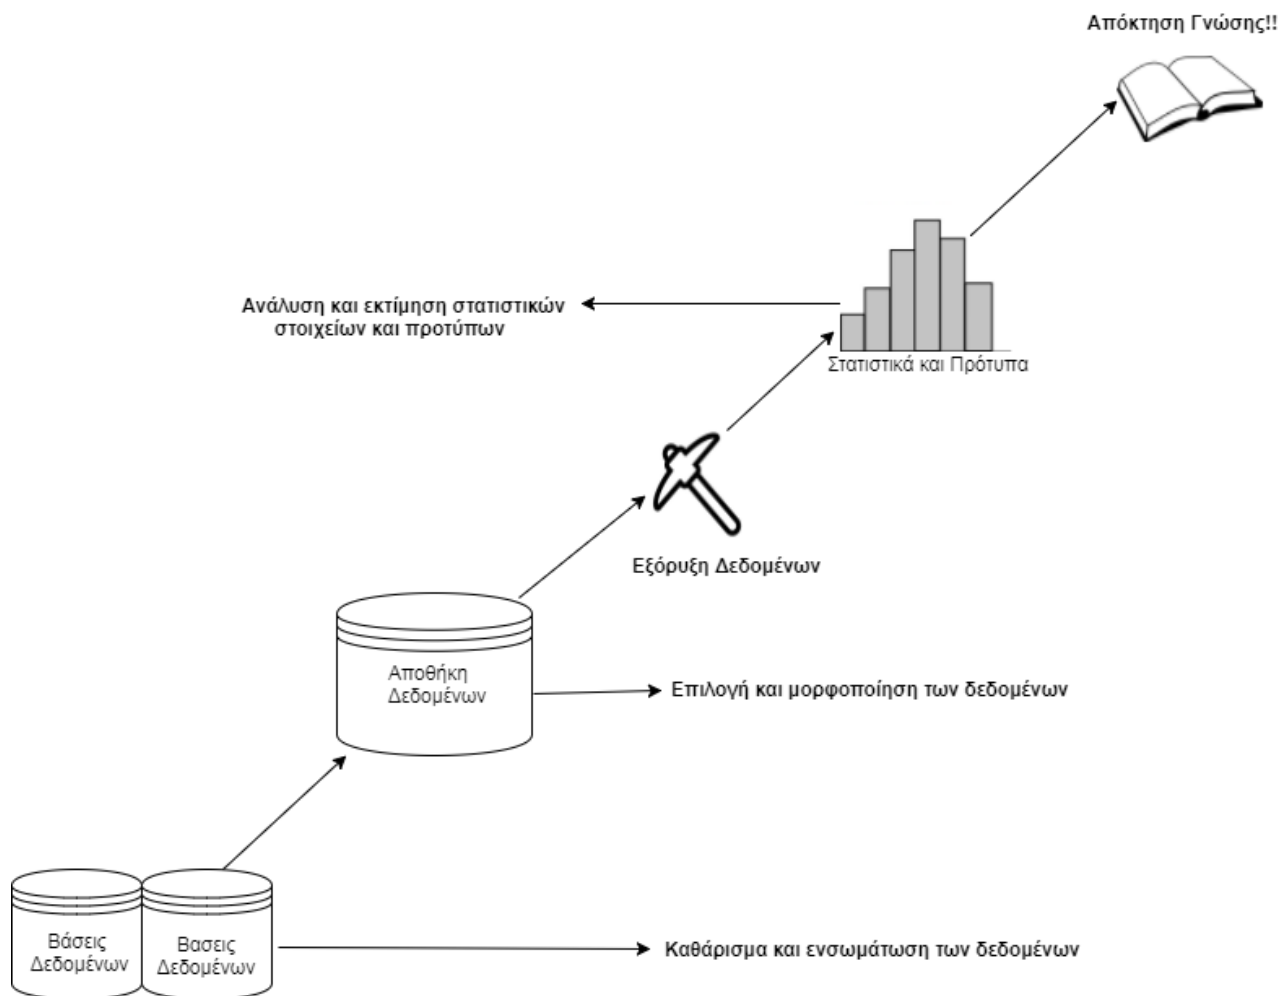 Απόκτηση Γνώσης!!
Ανάλυση και εκτίμηση στατιστικών
στοιχείων και προτύπων
Στατιστικά και Πρότυπα
Εξόρυξη Δεδομένων
Αποθήκη
Δεδομένων
Επιλογή και μορφοποίηση των δεδομένων
Βάσεις
Δεδομένων
Βασεις
Δεδομένων
Καθάρισμα και ενσωμάτωση των δεδομένων